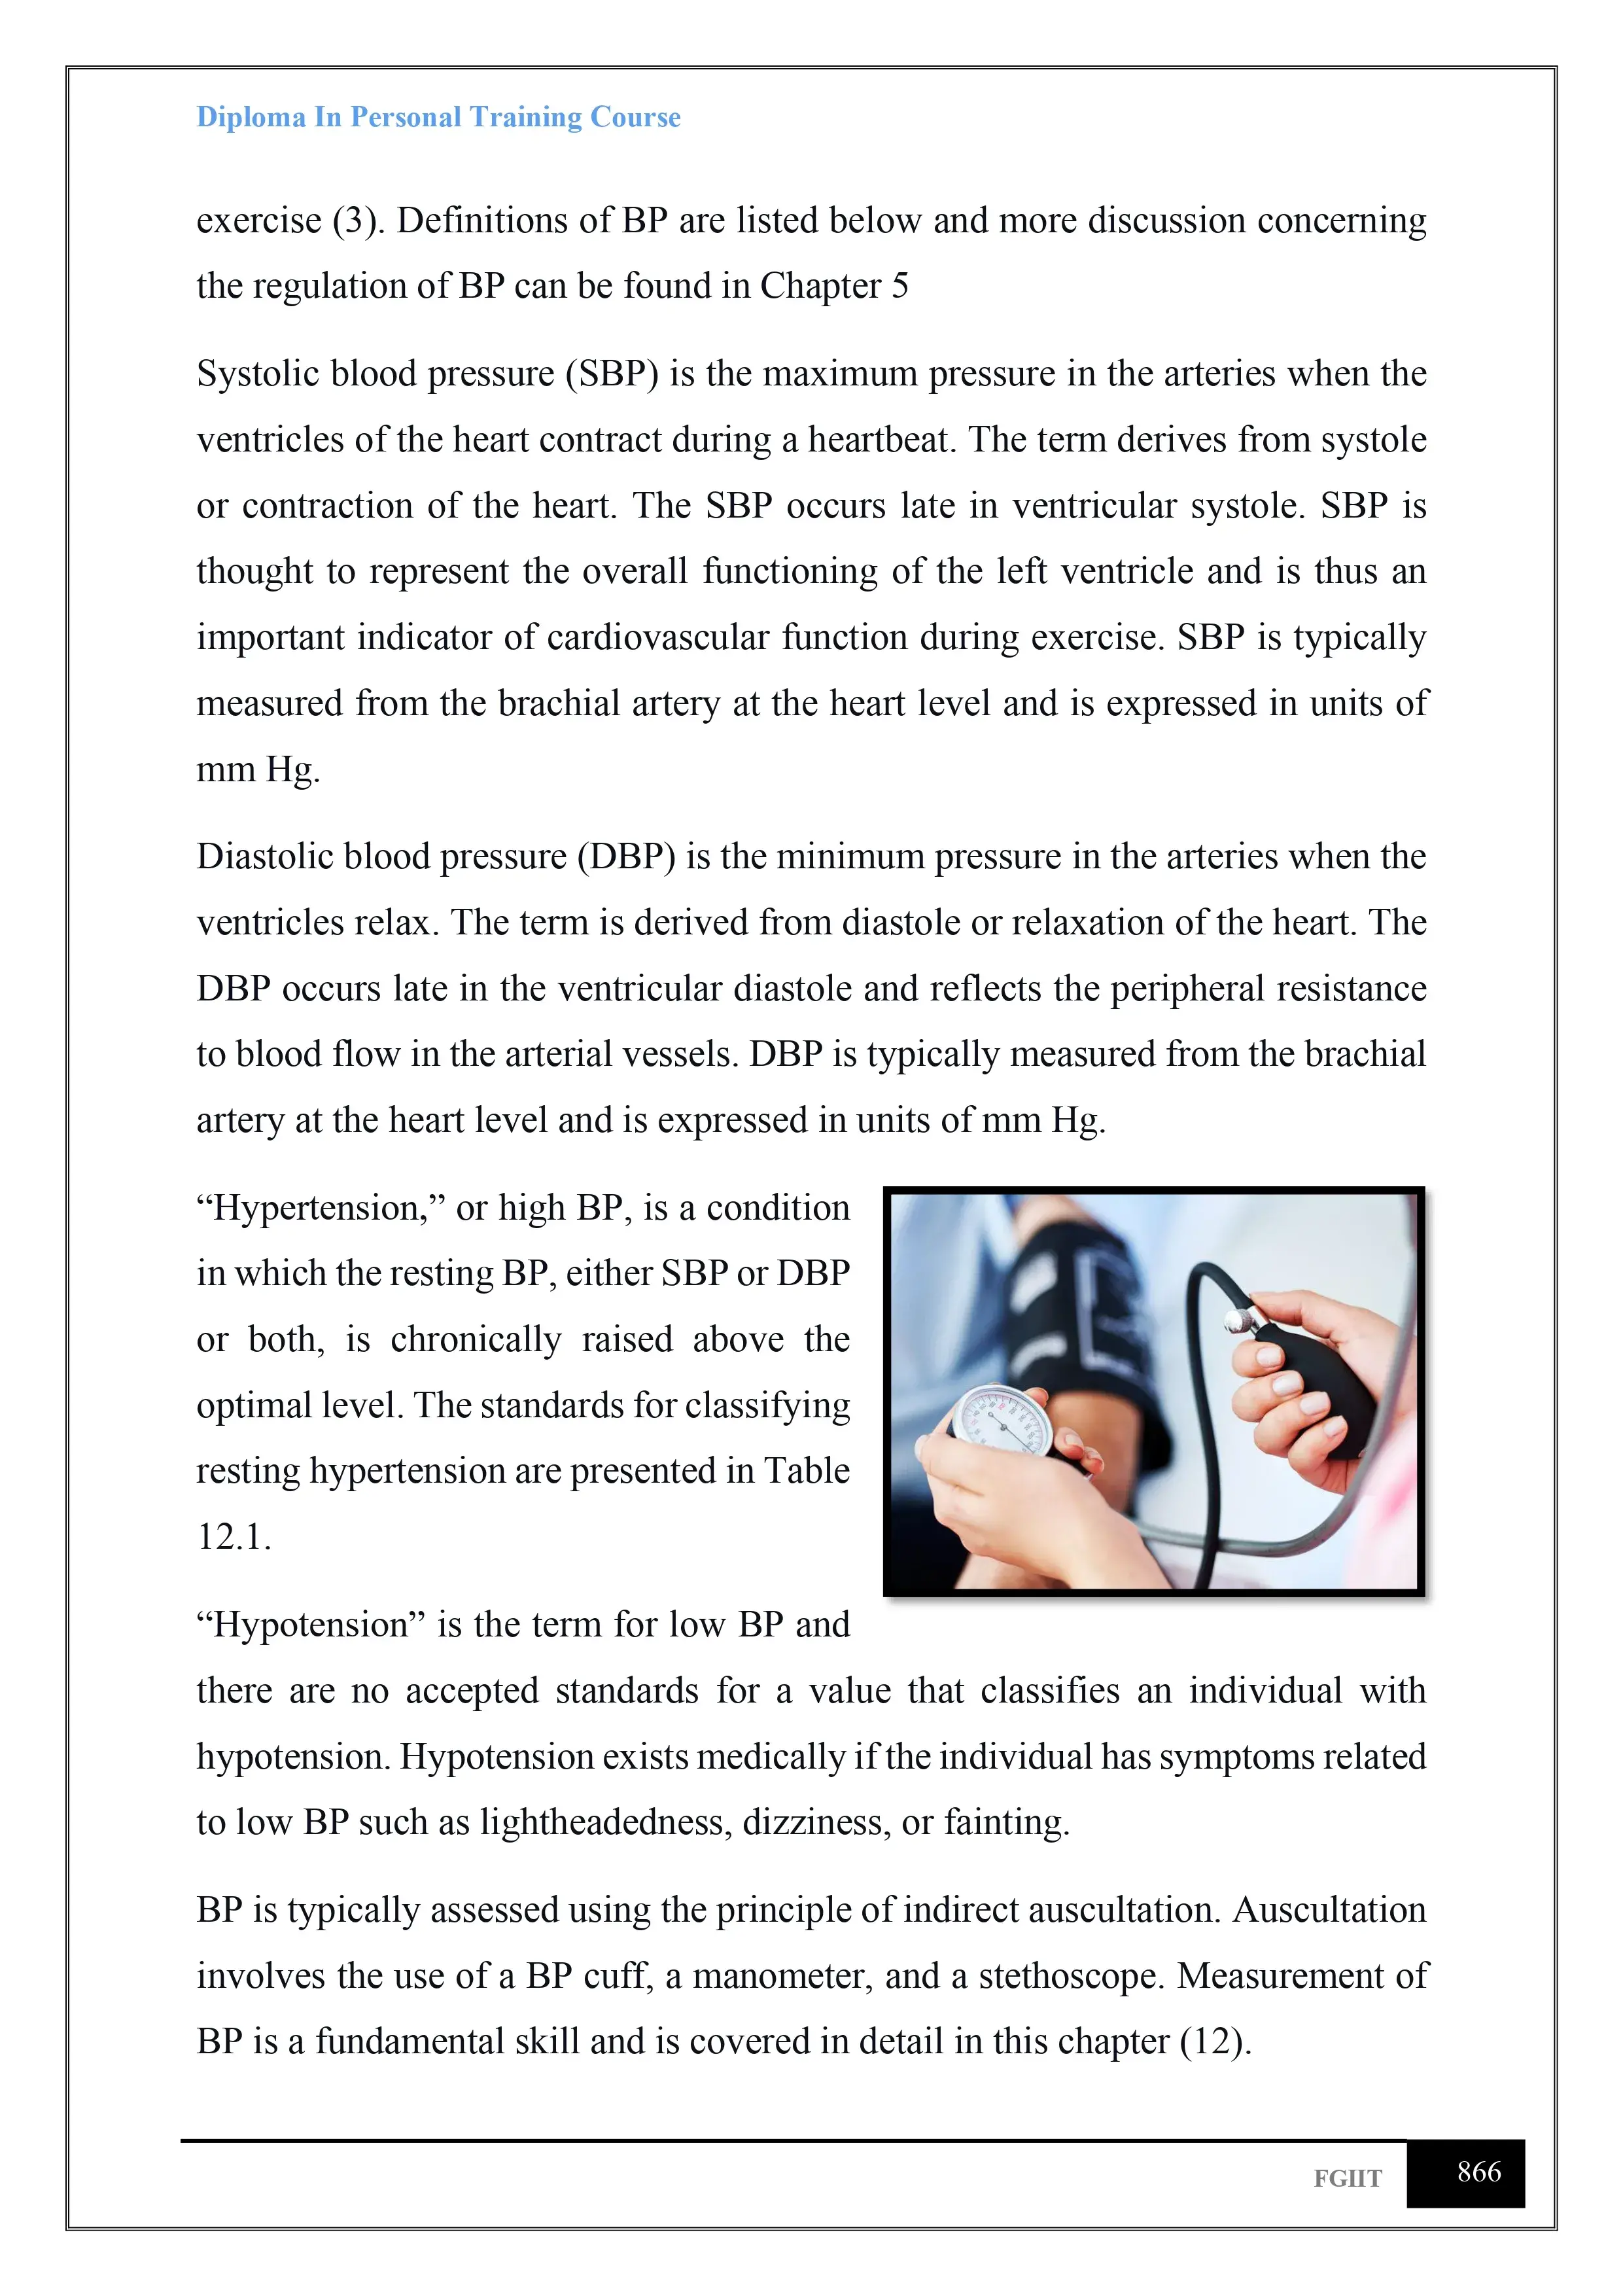 Diploma In Personal Training Course
exercise (3). Definitions of BP are listed below and more discussion concerning
the regulation of BP can be found in Chapter 5
Systolic blood pressure (SBP) is the maximum pressure in the arteries when the
ventricles of the heart contract during a heartbeat. The term derives from systole
or contraction of the heart. The SBP occurs late in ventricular systole. SBP is
thought to represent the overall functioning of the left ventricle and is thus an
important indicator of cardiovascular function during exercise. SBP is typically
measured from the brachial artery at the heart level and is expressed in units of
mm Hg.
Diastolic blood pressure (DBP) is the minimum pressure in the arteries when the
ventricles relax. The term is derived from diastole or relaxation of the heart. The
DBP occurs late in the ventricular diastole and reflects the peripheral resistance
to blood flow in the arterial vessels. DBP is typically measured from the brachial
artery at the heart level and is expressed in units of mm Hg.
“Hypertension,” or high BP, is a condition
in which the resting BP, either SBP or DBP
or both, is chronically raised above the
optimal level. The standards for classifying
resting hypertension are presented in Table
12.1.
“Hypotension” is the term for low BP and
there are no accepted standards for a value that classifies an individual with
hypotension. Hypotension exists medically if the individual has symptoms related
to low BP such as lightheadedness, dizziness, or fainting.
BP is typically assessed using the principle of indirect auscultation. Auscultation
involves the use of a BP cuff, a manometer, and a stethoscope. Measurement of
BP is a fundamental skill and is covered in detail in this chapter (12).
FGIIT
866